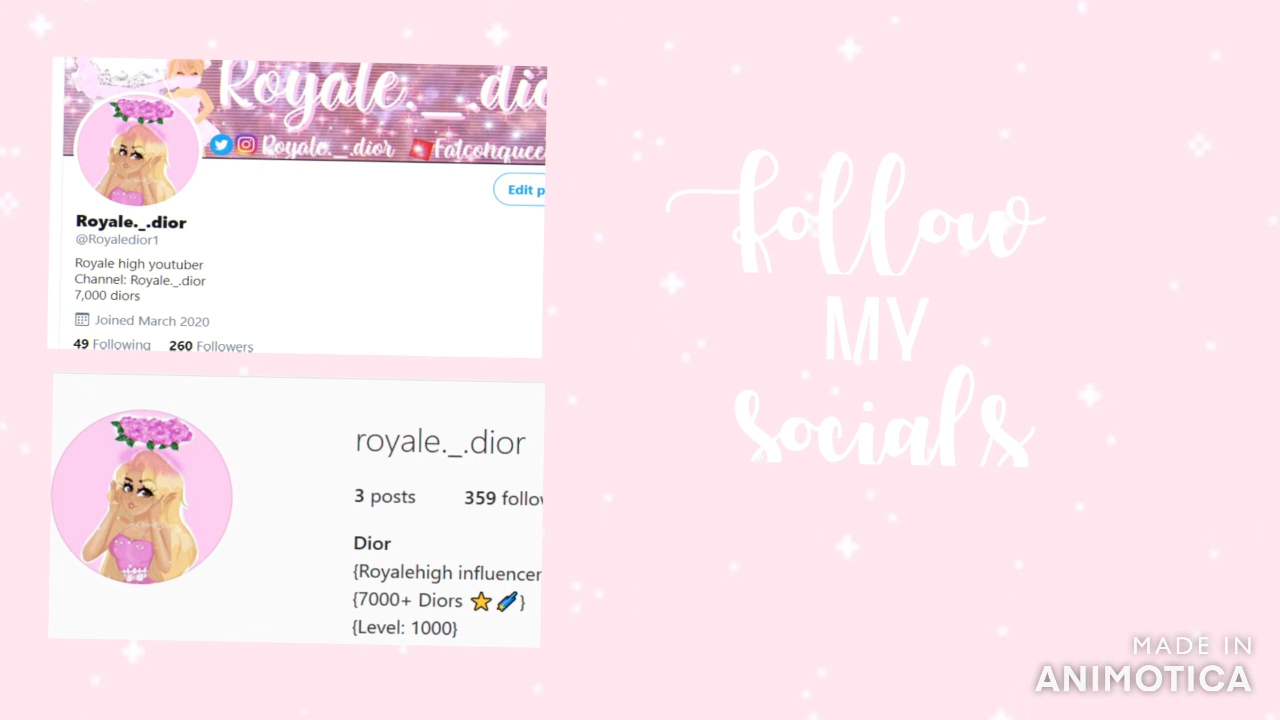 Royale._.dio
Royale._.dior
Falconquee
Edit p
Royale._.dior
@Royaledior1
Royale high youtuber
Channel: Royale._.dior
7,000 diors
Joined March 2020
49 Following 260 Followers
royale._.dior
3 posts 359 follow
Dior
{Royalehigh influencer
{7000+ Diors ⭐ }
{Level: 1000}
follow
MY
socials
MADE IN
ANIMOTICA